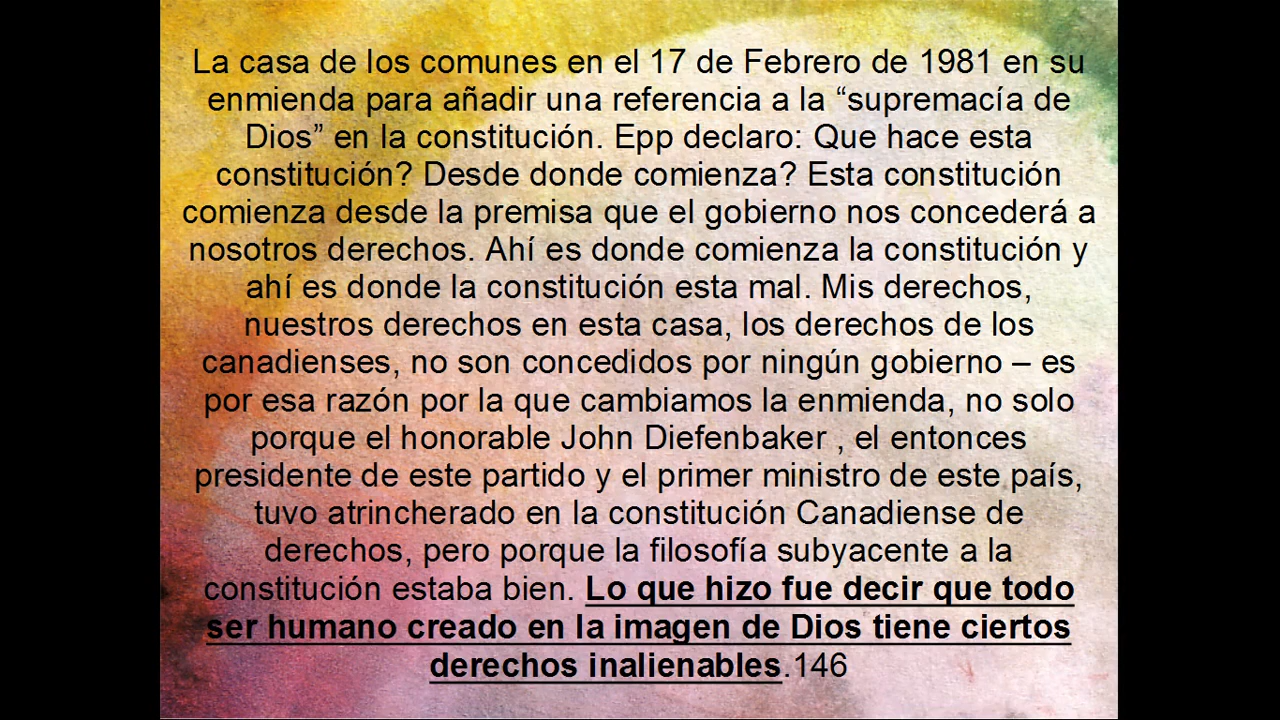 La casa de los comunes en el 17 de Febrero de 1981 en su
enmienda para añadir una referencia a la “supremacía de
Dios” en la constitución. Epp declaro: Que hace esta
constitución? Desde donde comienza? Esta constitución
comienza desde la premisa que el gobierno nos concederá a
nosotros derechos. Ahí es donde comienza la constitución y
ahí es donde la constitución esta mal. Mis derechos,
nuestros derechos en esta casa, los derechos de los
canadienses, no son concedidos por ningún gobierno – es
por esa razón por la que cambiamos la enmienda, no solo
porque el honorable John Diefenbaker , el entonces
presidente de este partido y el primer ministro de este país,
tuvo atrincherado en la constitución Canadiense de
derechos, pero porque la filosofía subyacente a la
constitución estaba bien. Lo que hizo fue decir que todo
ser humano creado en la imagen de Dios tiene ciertos
derechos inalienables.146